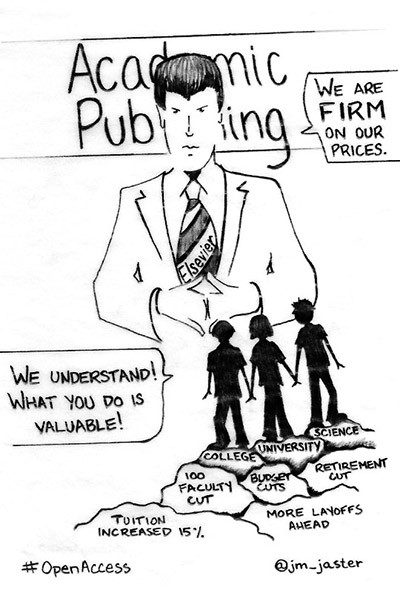 Academic
Publishing
WE ARE
FIRM
ON OUR
PRICES.
Elsevier
WE UNDERSTAND!
WHAT YOU DO IS
VALUABLE!
COLLEGE
UNIVERSITY
SCIENCE
100
FACULTY
CUT
BUDGET
CUTS
RETIREMENT
CUT
TUITION
INCREASED 15%
MORE LAYOFFS
AHEAD
#OpenAccess
@jm_jaster